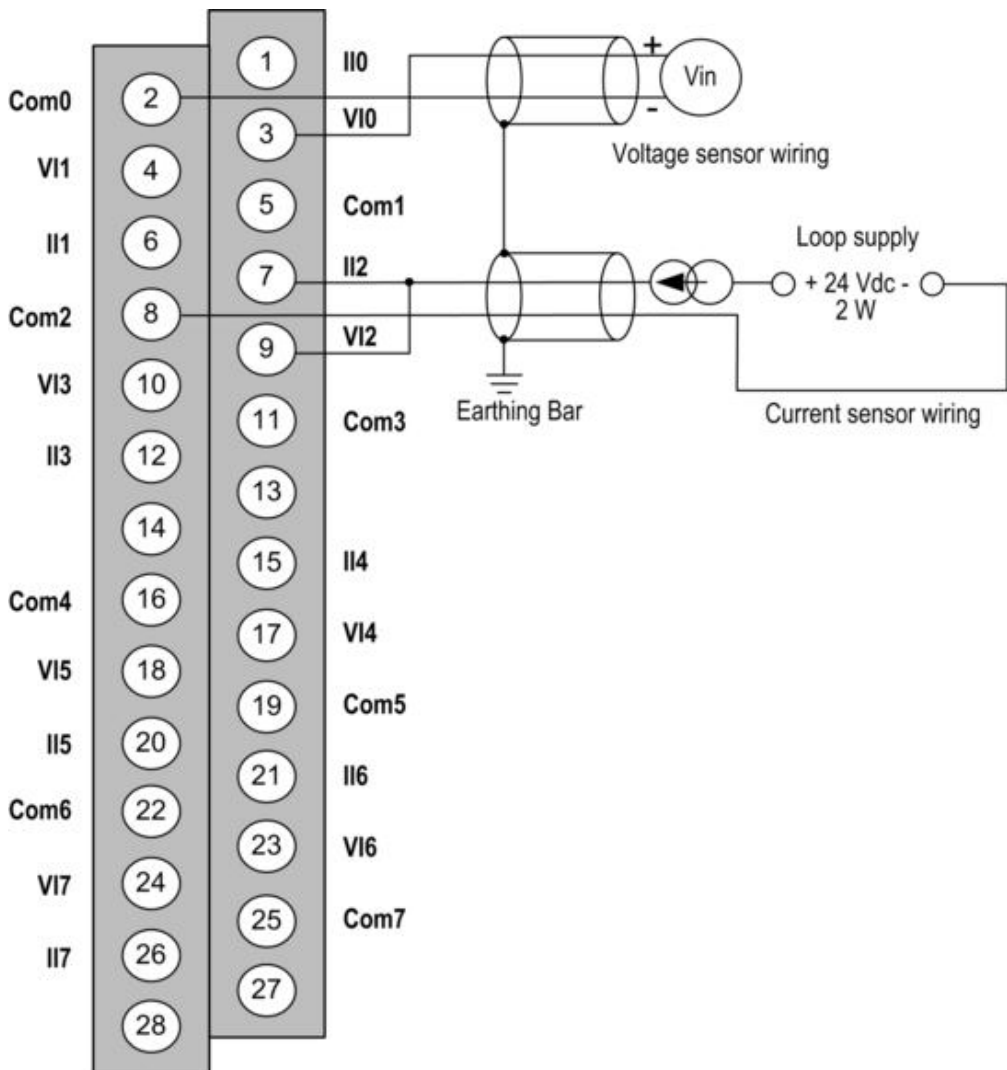 1 II0
Com0 2
3 VI0
+
Vin
-
Voltage sensor wiring
VI1 4
5 Com1
II1 6
7 II2
Loop supply
+ 24 Vdc -
2 W
Com2 8
9 VI2
Earthing Bar
Current sensor wiring
VI3 10
11 Com3
II3 12
13
14
15 II4
Com4 16
17 VI4
VI5 18
19 Com5
II5 20
21 II6
Com6 22
23 VI6
VI7 24
25 Com7
II7 26
27
28